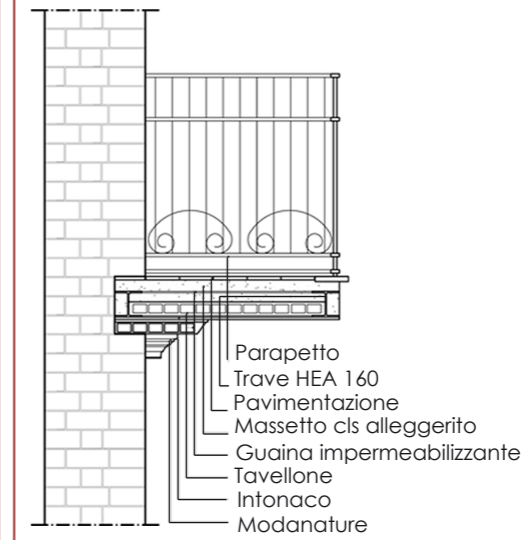 Parapetto
Trave HEA 160
Pavimentazione
Massetto cls alleggerito
Guaina impermeabilizzante
Tavellone
Intonaco
Modanature